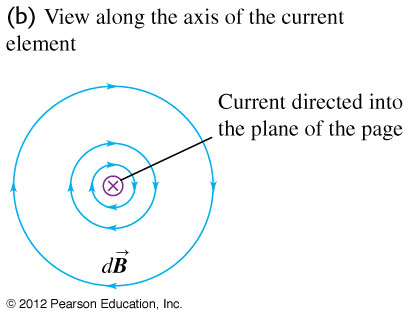 (b) View along the axis of the current
element
Current directed into
the plane of the page
dB⃗
© 2012 Pearson Education, Inc.